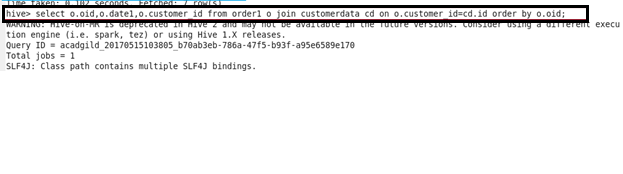 Time taken: 0.102 seconds, Fetched: 7 row(s)
hive> select o.oid,o.date1,o.customer_id from order1 o join customerdata cd on o.customer_id=cd.id order by o.oid;
WARNING: Hive-on-MR is deprecated in Hive 2 and may not be available in the future versions. Consider using a different execu
tion engine (i.e. spark, tez) or using Hive 1.X releases.
Query ID = acadgild_20170515103805_b70ab3eb-786a-47f5-b93f-a95e6589e170
Total jobs = 1
SLF4J: Class path contains multiple SLF4J bindings.